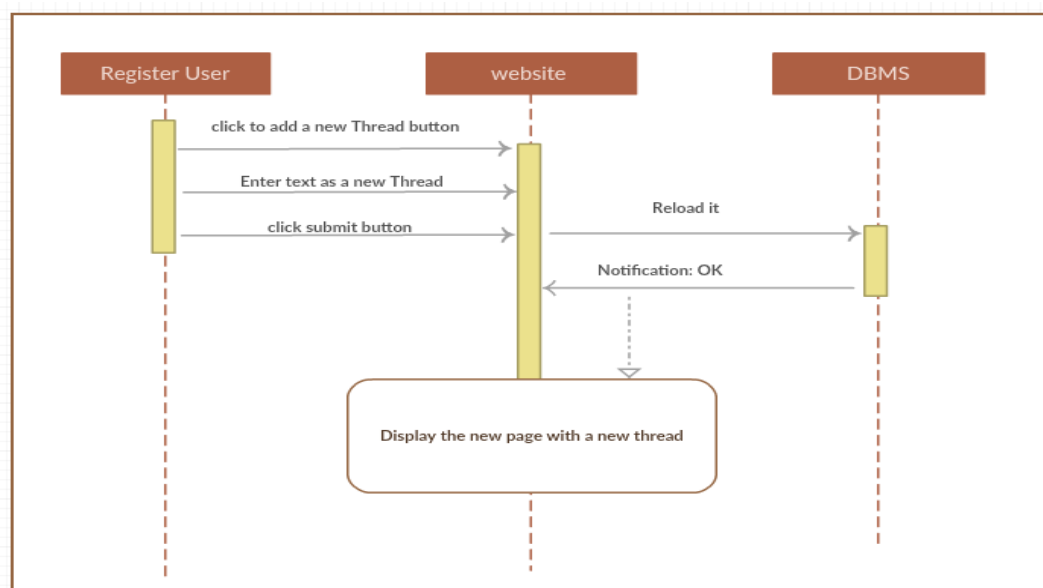 Register User
website
DBMS
click to add a new Thread button
Enter text as a new Thread
Reload it
click submit button
Notification: OK
Display the new page with a new thread